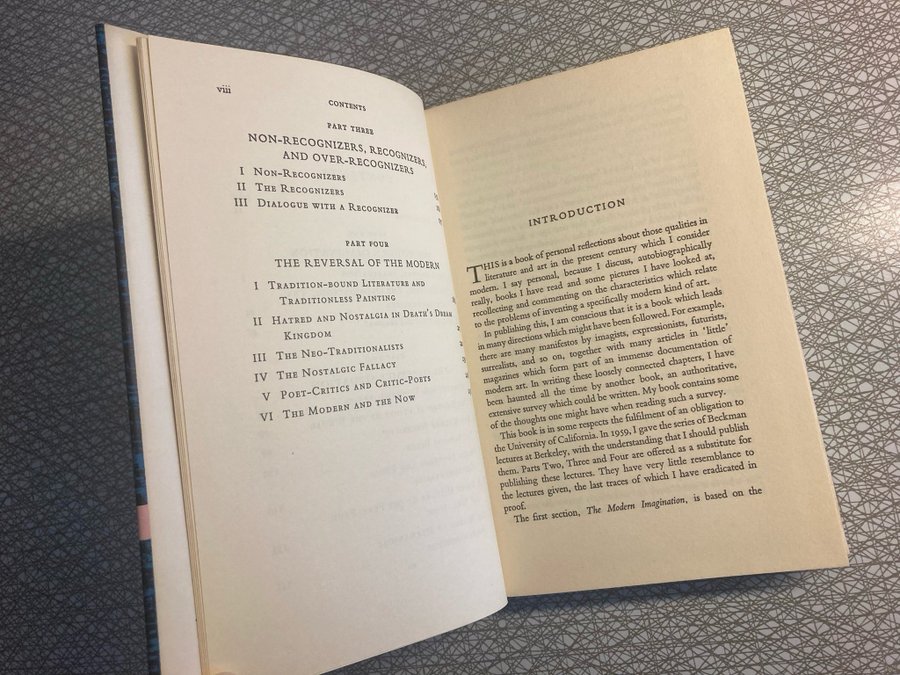 viii
CONTENTS
PART THREE
NON-RECOGNIZERS, RECOGNIZERS,
AND OVER-RECOGNIZERS
I NON-RECOGNIZERS
II THE RECOGNIZERS
III DIALOGUE WITH A RECOGNIZER
PART FOUR
THE REVERSAL OF THE MODERN
I TRADITION-BOUND LITERATURE AND
TRADITIONLESS PAINTING
II HATRED AND NOSTALGIA IN DEATH'S DREAM
KINGDOM
III THE NEO-TRADITIONALISTS
IV THE NOSTALGIC FALLACY
V POET-CRITICS AND CRITIC-POETS
VI THE MODERN AND THE NOW
INTRODUCTION
THIS is a book of personal reflections about those qualities in
literature and art in the present century which I consider
modern. I say personal, because I discuss, autobiographically
really, books I have read and some pictures I have looked at,
recollecting and commenting on the characteristics which relate
to the problems of inventing a specifically modern kind of art.
In publishing this, I am conscious that it is a book which leads
in many directions which might have been followed. For example,
there are many manifestos by imagists, expressionists, futurists,
surrealists, and so on, together with many articles in 'little'
magazines which form part of an immense documentation of
modern art. In writing these loosely connected chapters, I have
been haunted all the time by another book, an authoritative,
extensive survey which could be written. My book contains some
of the thoughts one might have when reading such a survey.
This book is in some respects the fulfilment of an obligation to
the University of California. In 1959, I gave the series of Beckman
lectures at Berkeley, with the understanding that I should publish
them. Parts Two, Three and Four are offered as a substitute for
publishing these lectures. They have very little resemblance to
the lectures given, the last traces of which I have eradicated in
proof.
The first section, The Modern Imagination, is based on the